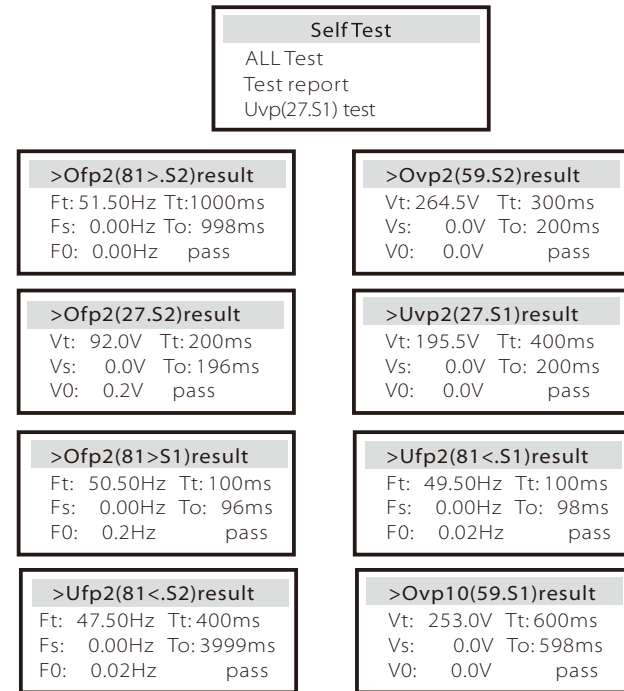 Self Test
ALL Test
Test report
Uvp(27.S1) test
>Ofp2(81>.S2)result
Ft: 51.50Hz Tt:1000ms
Fs: 0.00Hz To: 998ms
F0: 0.00Hz pass
>Ovp2(59.S2)result
Vt: 264.5V Tt: 300ms
Vs: 0.0V To: 200ms
V0: 0.0V pass
>Ofp2(27.S2)result
Vt: 92.0V Tt: 200ms
Vs: 0.0V To: 196ms
V0: 0.2V pass
>Uvp2(27.S1)result
Vt: 195.5V Tt: 400ms
Vs: 0.0V To: 200ms
V0: 0.0V pass
>Ofp2(81>S1)result
Ft: 50.50Hz Tt: 100ms
Fs: 0.00Hz To: 96ms
F0: 0.2Hz pass
>Ufp2(81<.S1)result
Ft: 49.50Hz Tt: 100ms
Fs: 0.00Hz To: 98ms
F0: 0.02Hz pass
>Ufp2(81<.S2)result
Ft: 47.50Hz Tt: 400ms
Fs: 0.00Hz To: 3999ms
F0: 0.02Hz pass
>Ovp10(59.S1)result
Vt: 253.0V Tt: 600ms
Vs: 0.0V To: 598ms
V0: 0.0V pass